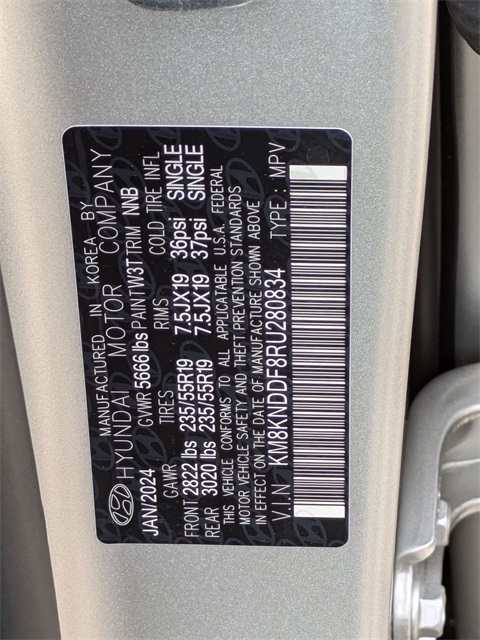 MANUFACTURED IN KOREA BY
HYUNDAI MOTOR COMPANY
JAN/2024 GVWR 5666 lbs PAINT W3T TRIM NNB
GAWR TIRES RIMS COLD TIRE INFL
FRONT 2822 lbs 235/55R19 7.5JX19 36psi SINGLE
REAR 3020 lbs 235/55R19 7.5JX19 37psi SINGLE
THIS VEHICLE CONFORMS TO ALL APPLICABLE U.S.A. FEDERAL
MOTOR VEHICLE SAFETY AND THEFT PREVENTION STANDARDS
IN EFFECT ON THE DATE OF MANUFACTURE SHOWN ABOVE
V.I.N : KM8KNDDF8RU280834 TYPE : MPV